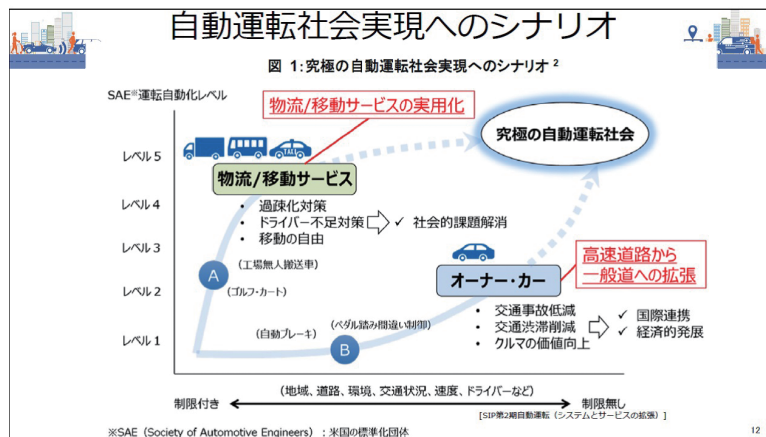 自動運転社会実現へのシナリオ
図 1:究極の自動運転社会実現へのシナリオ ²
SAE※運転自動化レベル
物流/移動サービスの実用化
究極の自動運転社会
レベル 5
TAXI
物流/移動サービス
レベル 4
• 過疎化対策
• ドライバー不足対策
• 移動の自由
✓ 社会的課題解消
レベル 3
A
(工場無人搬送車)
高速道路から
一般道への拡張
オーナー・カー
レベル 2
(ゴルフ・カート)
• 交通事故低減
• 交通渋滞削減
• クルマの価値向上
✓ 国際連携
✓ 経済的発展
レベル 1
(自動ブレーキ)
(ペダル踏み間違い制御)
B
(地域、道路、環境、交通状況、速度、ドライバーなど)
制限付き
制限無し
[SIP第2期自動運転(システムとサービスの拡張)]
※SAE(Society of Automotive Engineers):米国の標準化団体
12